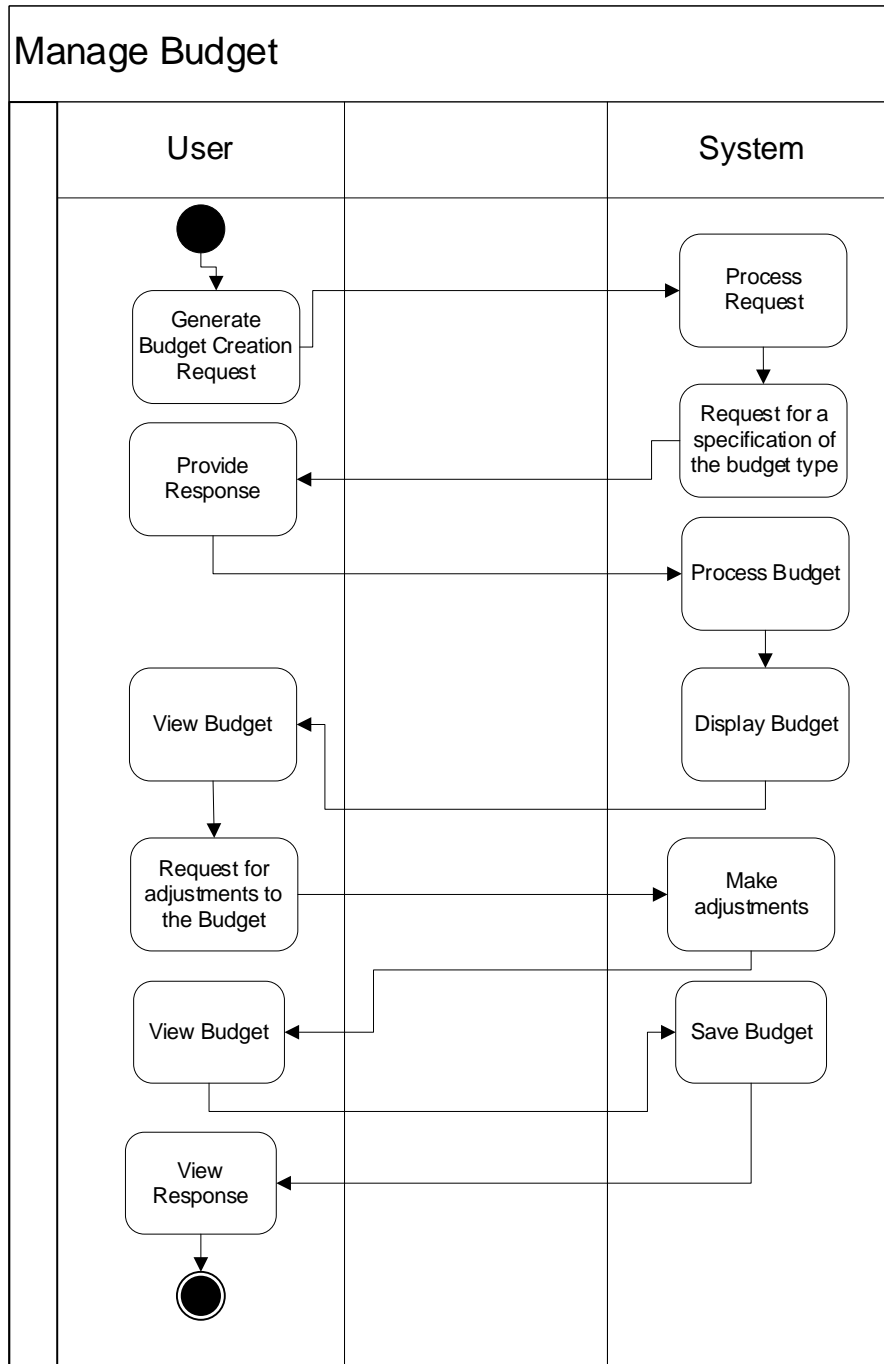 Manage Budget
User
System
Generate
Budget Creation
Request
Process
Request
Request for a
specification of
the budget type
Provide
Response
Process Budget
View Budget
Display Budget
Request for
adjustments to
the Budget
Make
adjustments
View Budget
Save Budget
View
Response